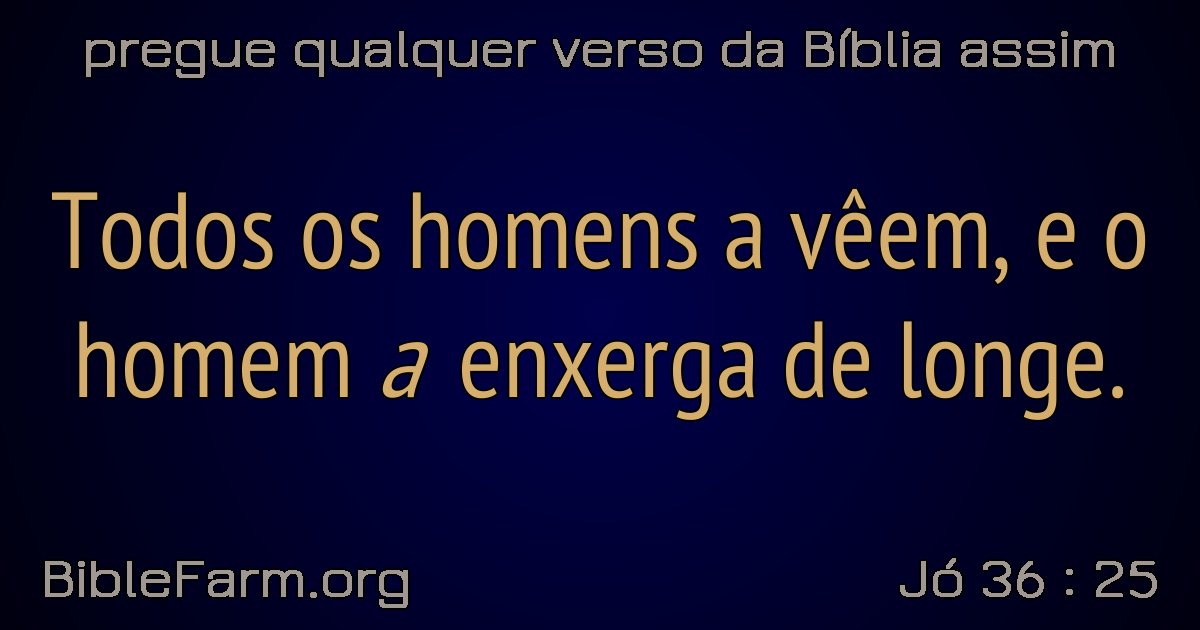 pregue qualquer verso da Bíblia assim
Todos os homens a vêem, e o
homem a enxerga de longe.
BibleFarm.org
Jó 36 : 25